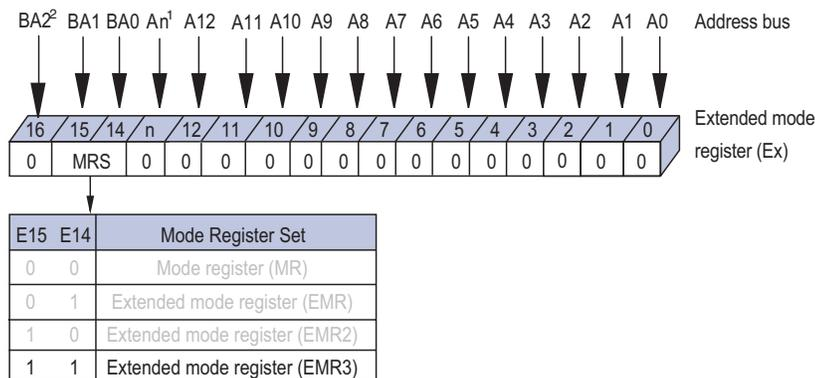 BA2² BA1 BA0 An¹ A12 A11 A10 A9 A8 A7 A6 A5 A4 A3 A2 A1 A0 Address bus
16 15 14 n 12 11 10 9 8 7 6 5 4 3 2 1 0 Extended mode
0 MRS 0 0 0 0 0 0 0 0 0 0 0 0 0 0 register (Ex)
E15 E14 Mode Register Set
0 0 Mode register (MR)
0 1 Extended mode register (EMR)
1 0 Extended mode register (EMR2)
1 1 Extended mode register (EMR3)